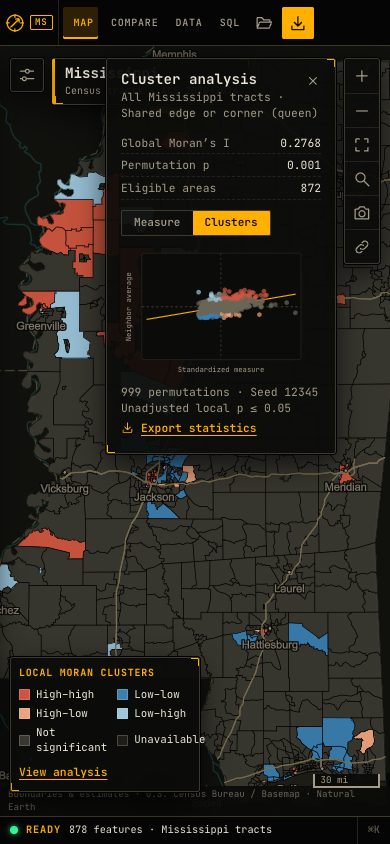 MS MAP COMPARE DATA SQL
Memphis
Missi
Census
Cluster analysis
All Mississippi tracts ·
Shared edge or corner (queen)
Global Moran's I 0.2768
Permutation p 0.001
Eligible areas 872
Measure Clusters
Neighbor average
Standardized measure
999 permutations · Seed 12345
Unadjusted local p ≤ 0.05
Export statistics
Greenville
Vicksburg
Jackson
Meridian
Laurel
chez
Hattiesburg
LOCAL MORAN CLUSTERS
High–high Low–low
High–low Low–high
Not
significant
Unavailable
View analysis
Ba
30 mi
Boundaries & estimates · U.S. Census Bureau / Basemap · Natural
Earth
READY 878 features · Mississippi tracts
⌘K